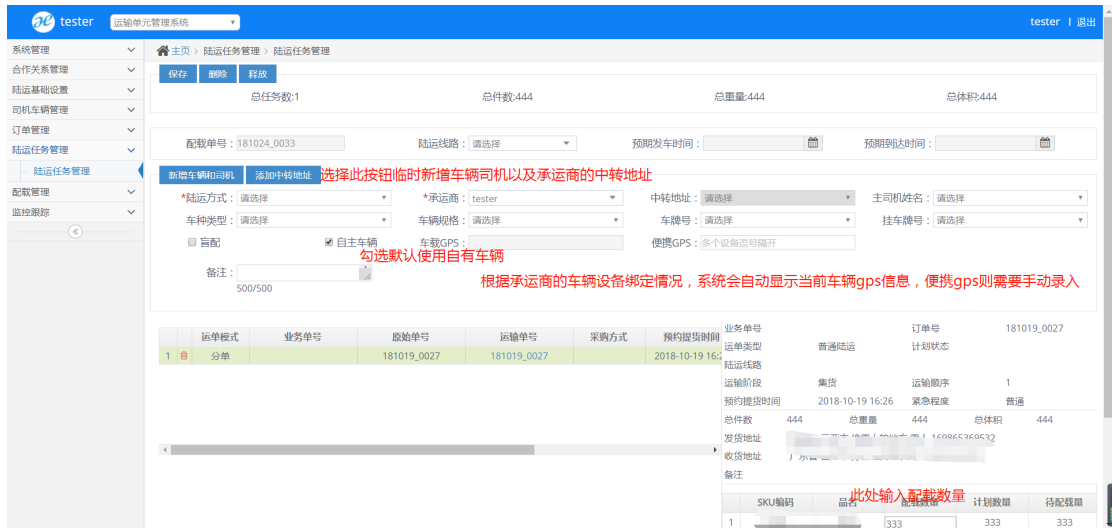 tester 运输单元管理系统 tester | 退出
系统管理
合作关系管理
陆运基础设置
司机车辆管理
订单管理
陆运任务管理
陆运任务管理
配载管理
监控跟踪
主页 > 陆运任务管理 > 陆运任务管理
保存 删除 释放
总任务数:1 总件数:444 总重量:444 总体积:444
配载单号：181024_0033 陆运线路：请选择 预期发车时间： 预期到达时间：
新增车辆和司机 添加中转地址 选择此按钮临时新增车辆司机以及承运商的中转地址
*陆运方式：请选择 *承运商：tester 中转地址：请选择 主司机姓名：请选择
车种类型：请选择 车辆规格：请选择 车牌号：请选择 挂车牌号：请选择
盲配 自主车辆 车载GPS： 便携GPS：多个设备逗号隔开
勾选默认使用自有车辆
备注：
500/500
根据承运商的车辆设备绑定情况，系统会自动显示当前车辆gps信息，便携gps则需要手动录入
运单模式 业务单号 原始单号 运输单号 采购方式 预约提货时间
1 分单 181019_0027 181019_0027 2018-10-19 16:2
业务单号 订单号 181019_0027
运单类型 普通陆运 计划状态
陆运线路
运输阶段 集货 运输顺序 1
预约提货时间 2018-10-19 16:26 紧急程度 普通
总件数 444 总重量 444 总体积 444
发货地址 169865369532
收货地址 广东省
备注
此处输入配载数量
SKU编码 品名 配载数量 计划数量 待配载量
1 333 333 333